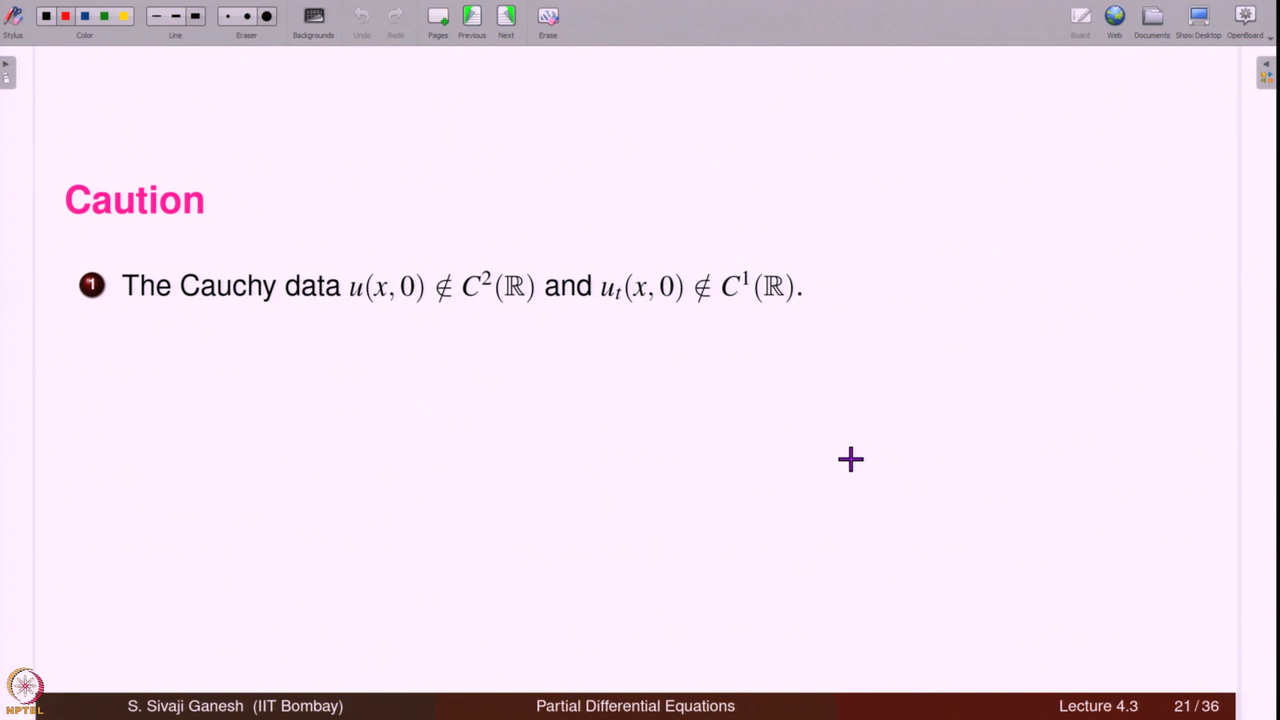 Stylus Color Line Eraser Backgrounds Undo Redo Pages Previous Next Erase Board Web Documents Show Desktop OpenBoard
Caution
1 The Cauchy data u(x, 0) ∉ C²(ℝ) and uₜ(x, 0) ∉ C¹(ℝ).
NPTEL
S. Sivaji Ganesh (IIT Bombay) Partial Differential Equations Lecture 4.3 21 / 36